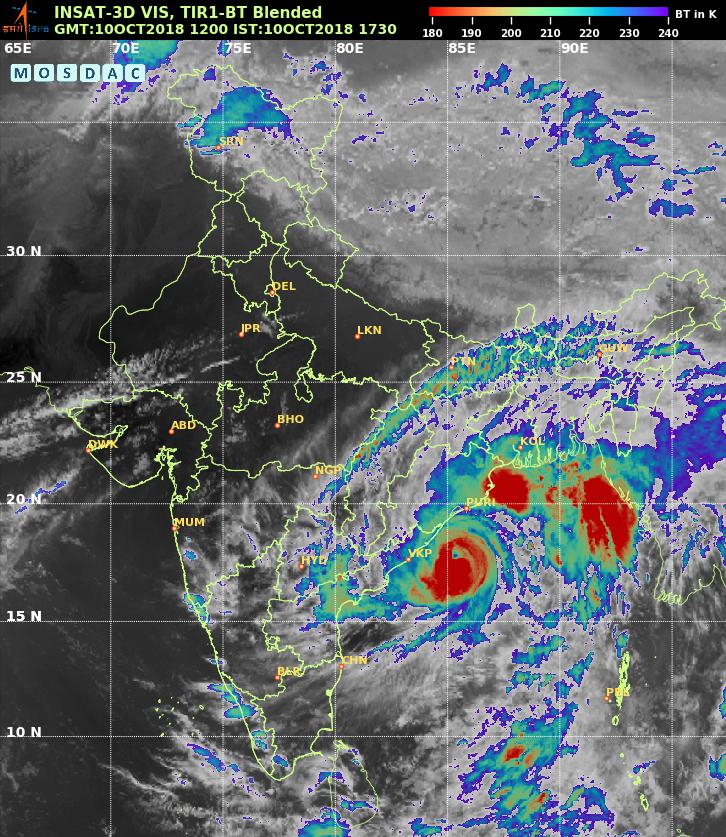 INSAT-3D VIS, TIR1-BT Blended
GMT:10OCT2018 1200 IST:10OCT2018 1730
BT in K
180 190 200 210 220 230 240
65E 70E 75E 80E 85E 90E
MOSDAC
SRN
30 N
DEL
JPR LKN
GUW
PTN
25 N
ABD BHO
DWK KOL
NGP
20 N PURI
MUM
VKP
HYD
15 N
CHN
BLR
PBL
10 N